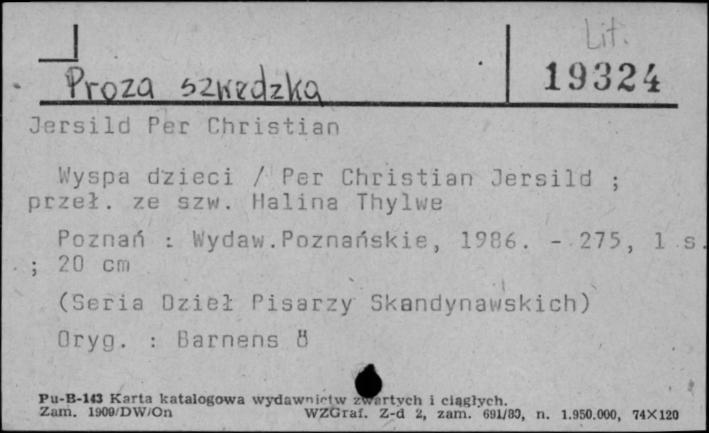 Lit.
Proza szwedzka
19324
Jersild Per Christian
Wyspa dzieci / Per Christian Jersild ;
przeł. ze szw. Halina Thylwe
Poznań : Wydaw.Poznańskie, 1986. - 275, 1 s.
; 20 cm
(Seria Dzieł Pisarzy Skandynawskich)
Oryg. : Barnens Ö
Pu-B-143 Karta katalogowa wydawnictw zwartych i ciągłych.
Zam. 1909/DW/On WZGraf. Z-d 2, zam. 691/80, n. 1.950.000, 74×120